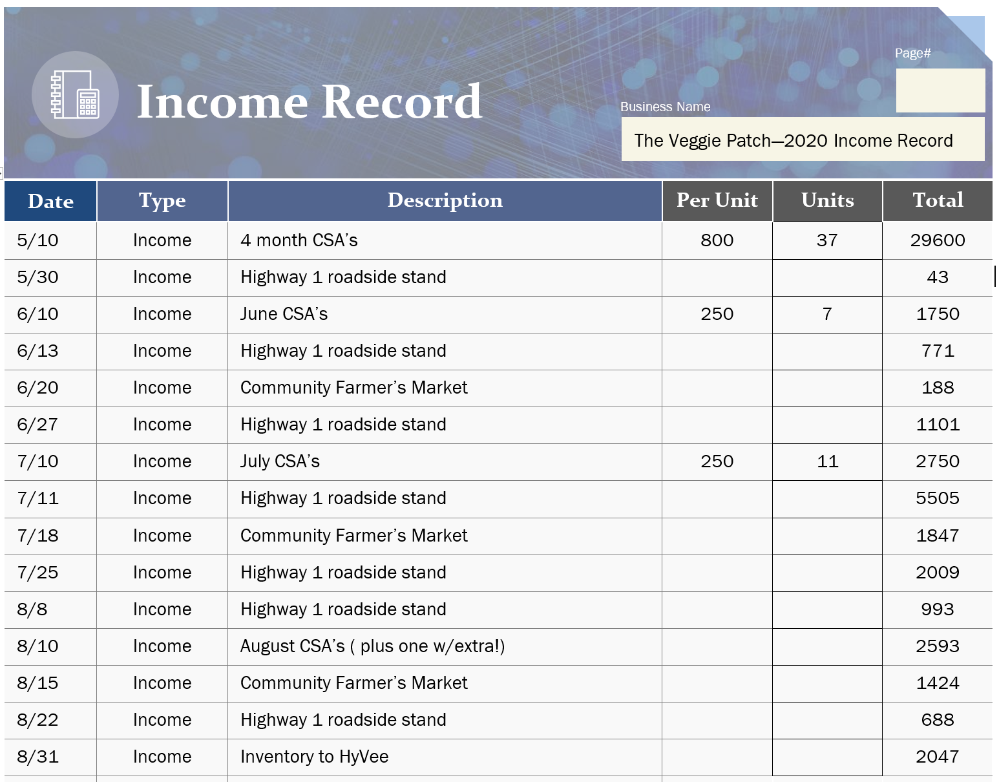 Page#
Income Record
Business Name
The Veggie Patch—2020 Income Record
Date Type Description Per Unit Units Total
5/10 Income 4 month CSA’s 800 37 29600
5/30 Income Highway 1 roadside stand 43
6/10 Income June CSA’s 250 7 1750
6/13 Income Highway 1 roadside stand 771
6/20 Income Community Farmer’s Market 188
6/27 Income Highway 1 roadside stand 1101
7/10 Income July CSA’s 250 11 2750
7/11 Income Highway 1 roadside stand 5505
7/18 Income Community Farmer’s Market 1847
7/25 Income Highway 1 roadside stand 2009
8/8 Income Highway 1 roadside stand 993
8/10 Income August CSA’s ( plus one w/extra!) 2593
8/15 Income Community Farmer’s Market 1424
8/22 Income Highway 1 roadside stand 688
8/31 Income Inventory to HyVee 2047